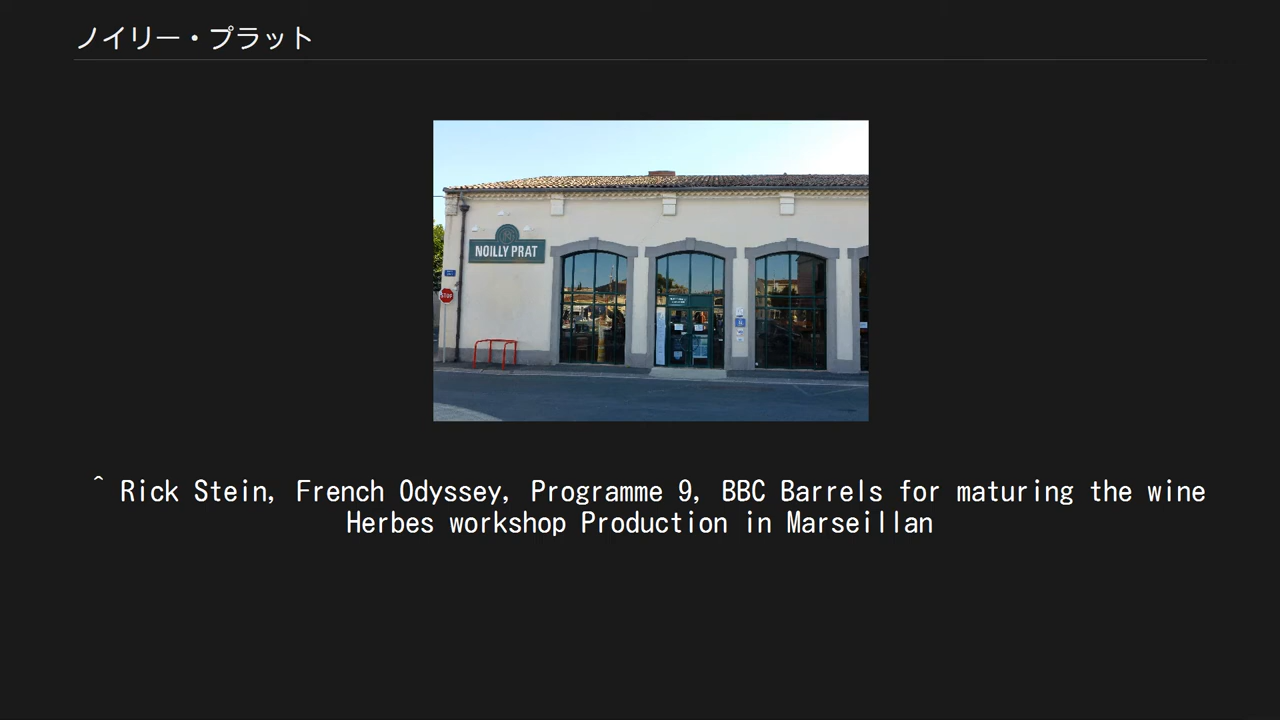 ノイリー・プラット
NOILLY PRAT
STOP
^ Rick Stein, French Odyssey, Programme 9, BBC Barrels for maturing the wine
Herbes workshop Production in Marseillan